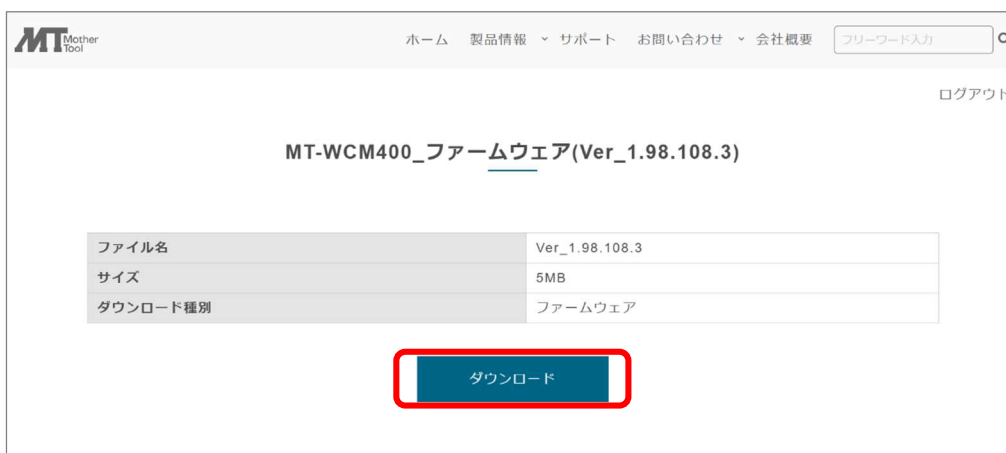 MT Mother Tool
ホーム 製品情報 サポート お問い合わせ 会社概要 フリーワード入力
ログアウト
MT-WCM400_ファームウェア(Ver_1.98.108.3)
ファイル名 Ver_1.98.108.3
サイズ 5MB
ダウンロード種別 ファームウェア
ダウンロード